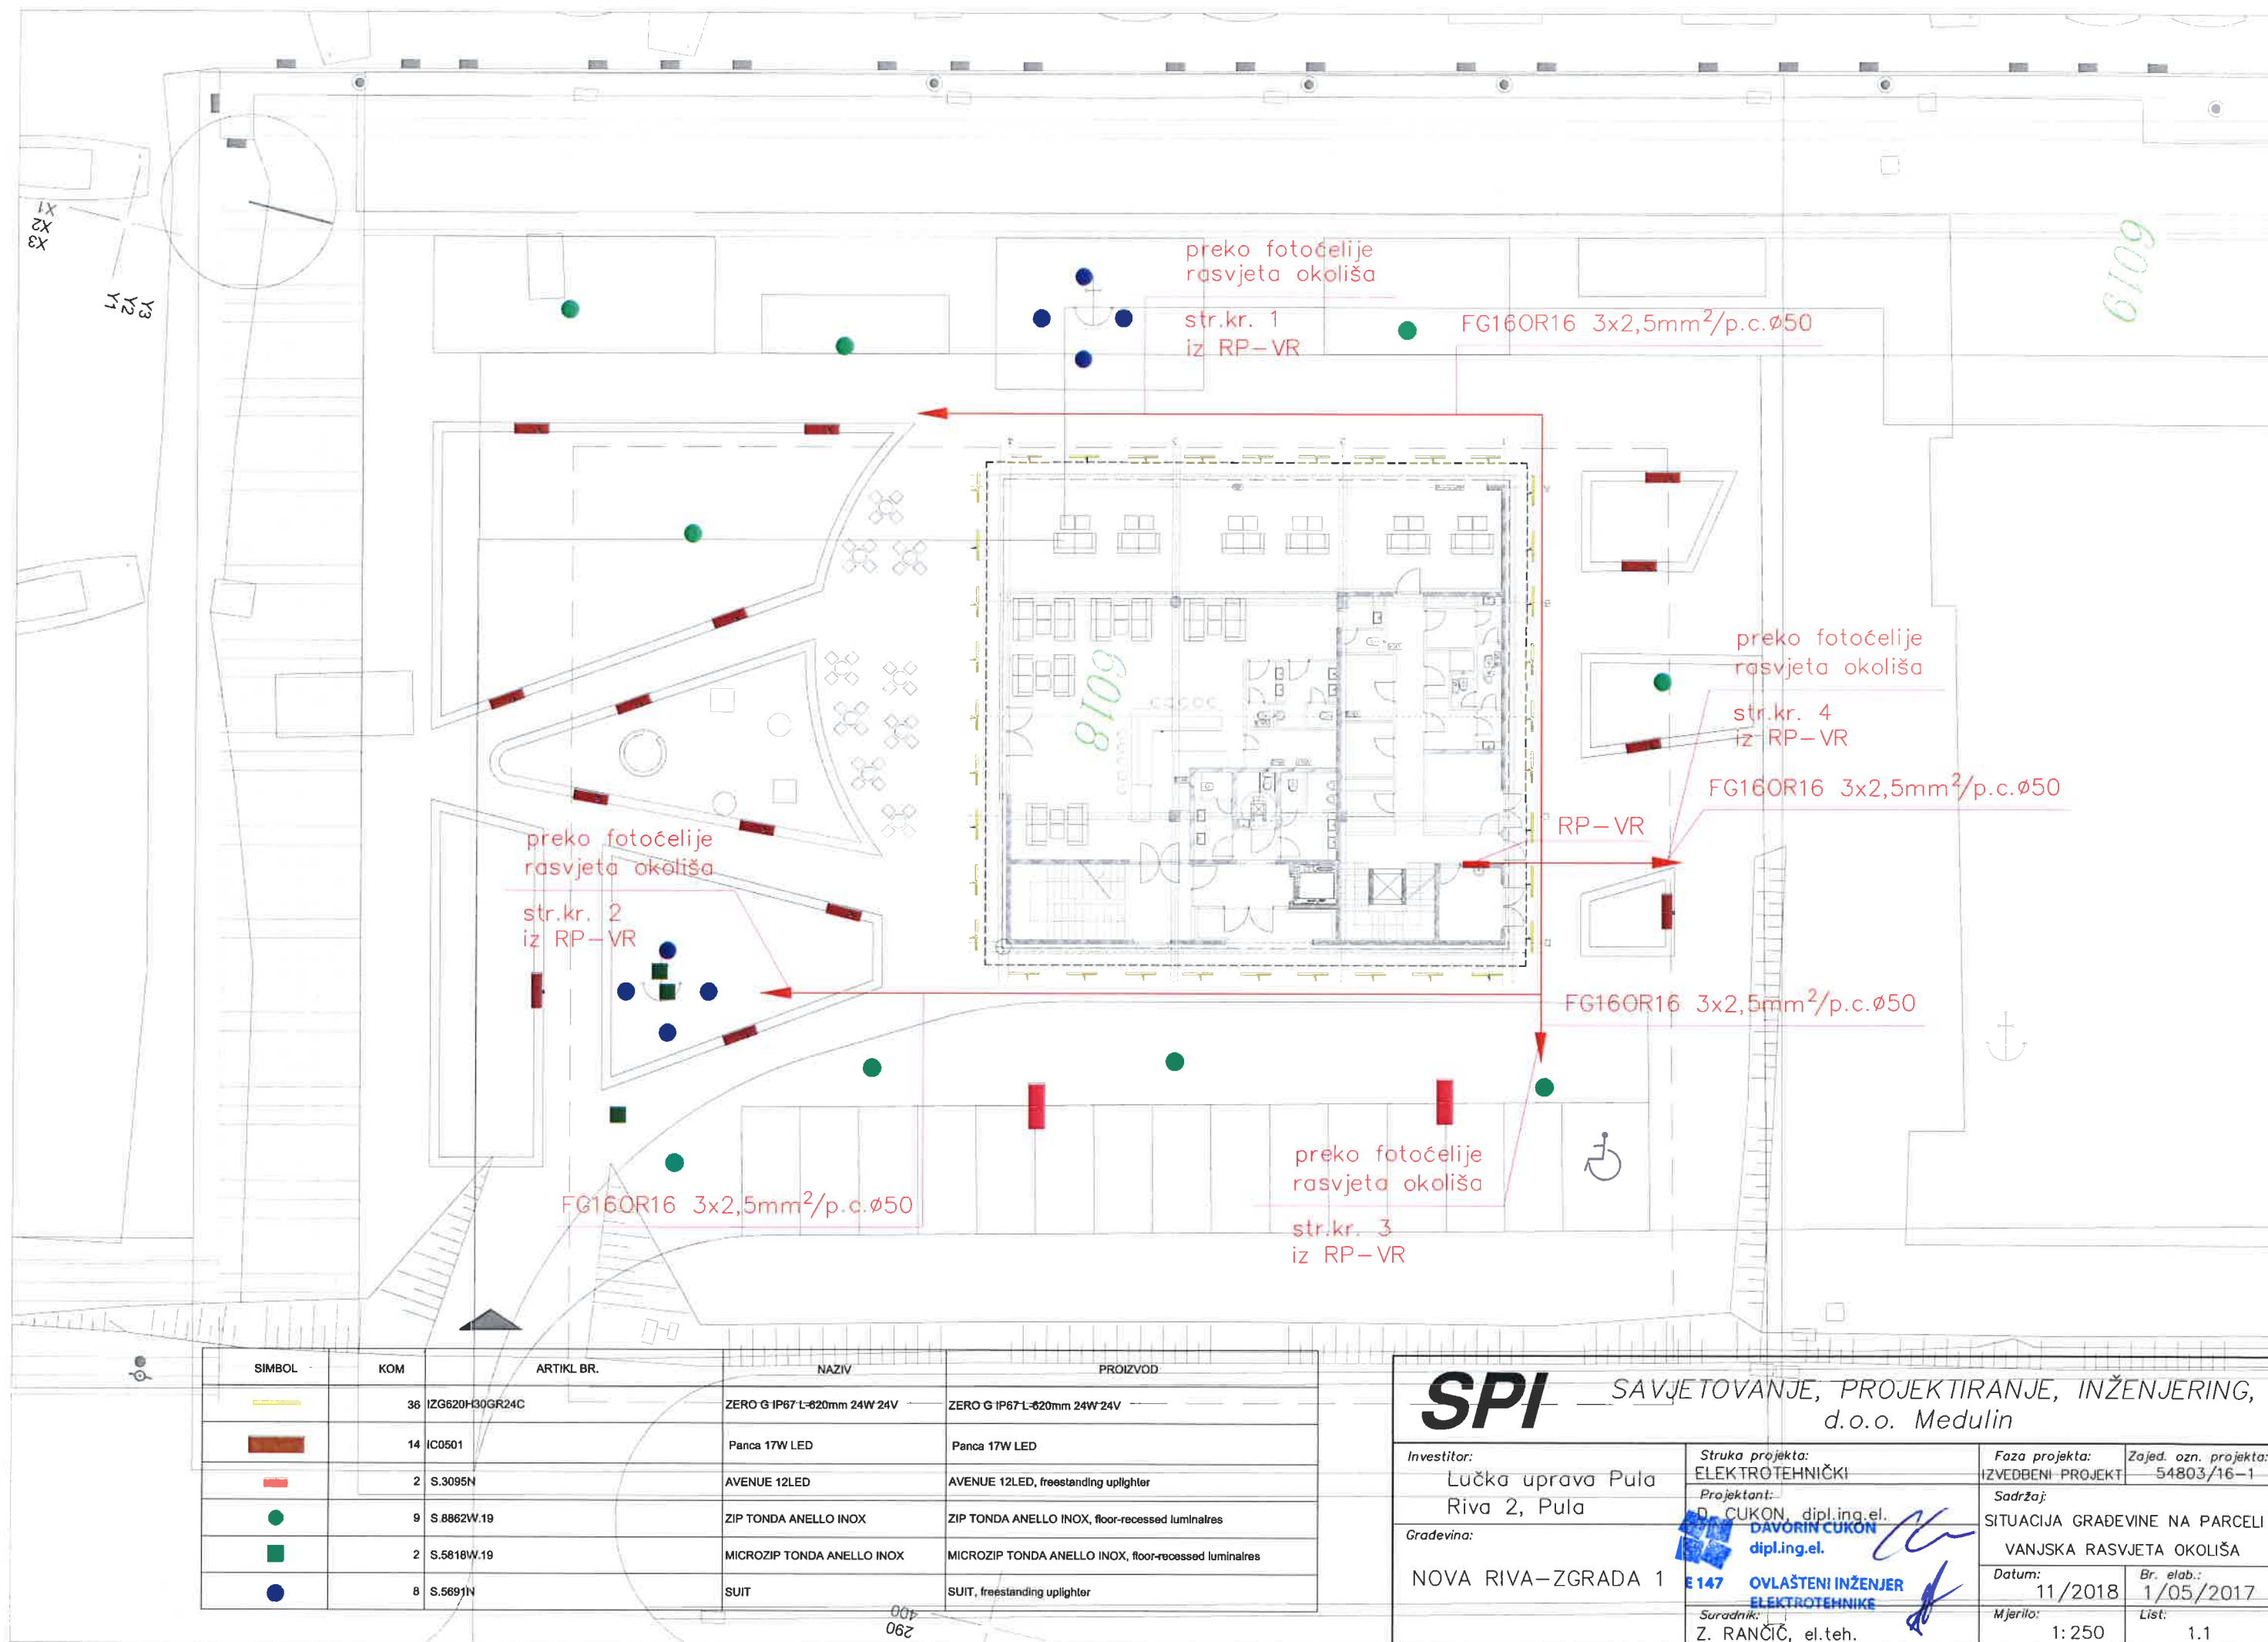 X1
X2
X3
Y3
Y2
Y1
preko fotoćelije
rasvjeta okoliša
str.kr. 1
iz RP-VR
FG16OR16 3x2,5mm²/p.c.ø50
6019
6018
preko fotoćelije
rasvjeta okoliša
str.kr. 4
iz RP-VR
FG16OR16 3x2,5mm²/p.c.ø50
RP-VR
preko fotoćelije
rasvjeta okoliša
str.kr. 2
iz RP-VR
FG16OR16 3x2,5mm²/p.c.ø50
preko fotoćelije
rasvjeta okoliša
FG16OR16 3x2,5mm²/p.c.ø50
str.kr. 3
iz RP-VR
SIMBOL KOM ARTIKL BR. NAZIV PROIZVOD
36 IZG620H30GR24C ZERO G IP67 L=620mm 24W 24V ZERO G IP67 L=620mm 24W 24V
14 IC0501 Panca 17W LED Panca 17W LED
2 S.3095N AVENUE 12LED AVENUE 12LED, freestanding uplighter
9 S.8862W.19 ZIP TONDA ANELLO INOX ZIP TONDA ANELLO INOX, floor-recessed luminaires
2 S.5818W.19 MICROZIP TONDA ANELLO INOX MICROZIP TONDA ANELLO INOX, floor-recessed luminaires
8 S.5691N SUIT SUIT, freestanding uplighter
400
290
SPI SAVJETOVANJE, PROJEKTIRANJE, INŽENJERING,
d.o.o. Medulin
Investitor:
Lučka uprava Pula
Riva 2, Pula
Građevina:
NOVA RIVA-ZGRADA 1
Struka projekta:
ELEKTROTEHNIČKI
Projektant:
D. CUKON, dipl.ing.el.
DAVORIN CUKON
dipl.ing.el.
E 147 OVLAŠTENI INŽENJER
ELEKTROTEHNIKE
Suradnik:
Z. RANČIĆ, el.teh.
Faza projekta:
IZVEDBENI PROJEKT
Zajed. ozn. projekta:
54803/16-1
Sadržaj:
SITUACIJA GRAĐEVINE NA PARCELI
VANJSKA RASVJETA OKOLIŠA
Datum:
11/2018
Br. elab.:
1/05/2017
Mjerilo:
1:250
List:
1.1